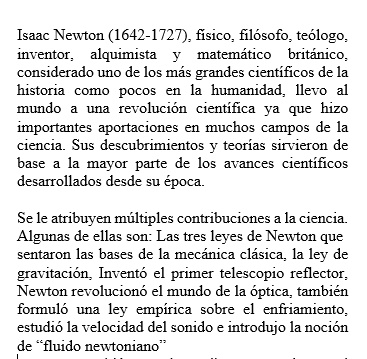 Isaac Newton (1642-1727), físico, filósofo, teólogo,
inventor, alquimista y matemático británico,
considerado uno de los más grandes científicos de la
historia como pocos en la humanidad, llevo al
mundo a una revolución científica ya que hizo
importantes aportaciones en muchos campos de la
ciencia. Sus descubrimientos y teorías sirvieron de
base a la mayor parte de los avances científicos
desarrollados desde su época.
Se le atribuyen múltiples contribuciones a la ciencia.
Algunas de ellas son: Las tres leyes de Newton que
sentaron las bases de la mecánica clásica, la ley de
gravitación, Inventó el primer telescopio reflector,
Newton revolucionó el mundo de la óptica, también
formuló una ley empírica sobre el enfriamiento,
estudió la velocidad del sonido e introdujo la noción
de “fluido newtoniano”